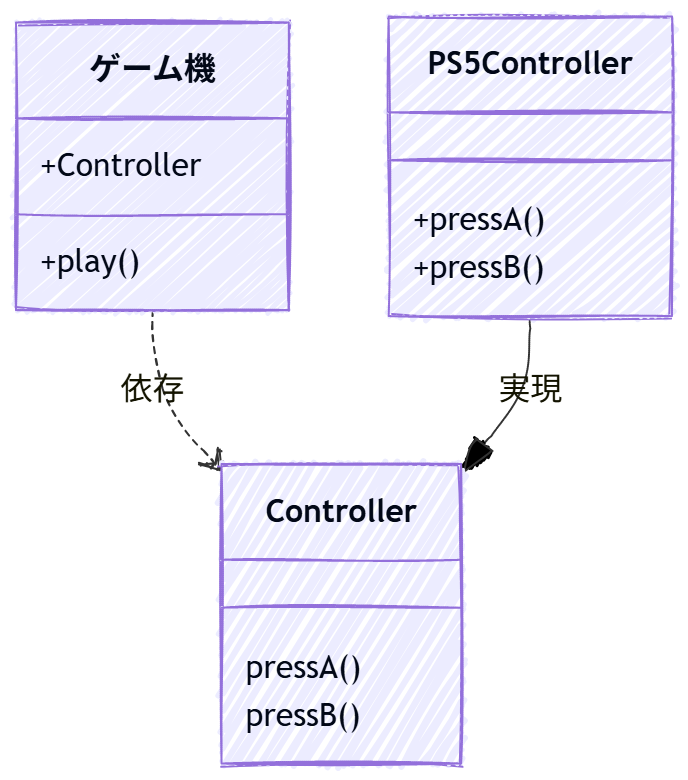 ゲーム機
+Controller
+play()
PS5Controller
+pressA()
+pressB()
依存
実現
Controller
pressA()
pressB()